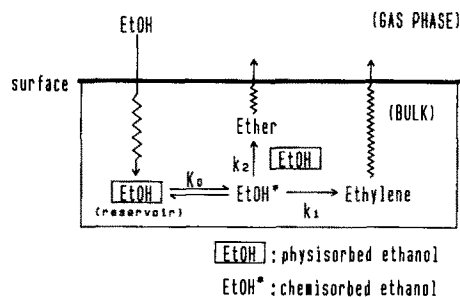 EtOH
(GAS PHASE)
surface
(BULK)
Ether
k2 EtOH
EtOH K0 EtOH* Ethylene
(reservoir) k1
EtOH : physisorbed ethanol
EtOH* : chemisorbed ethanol